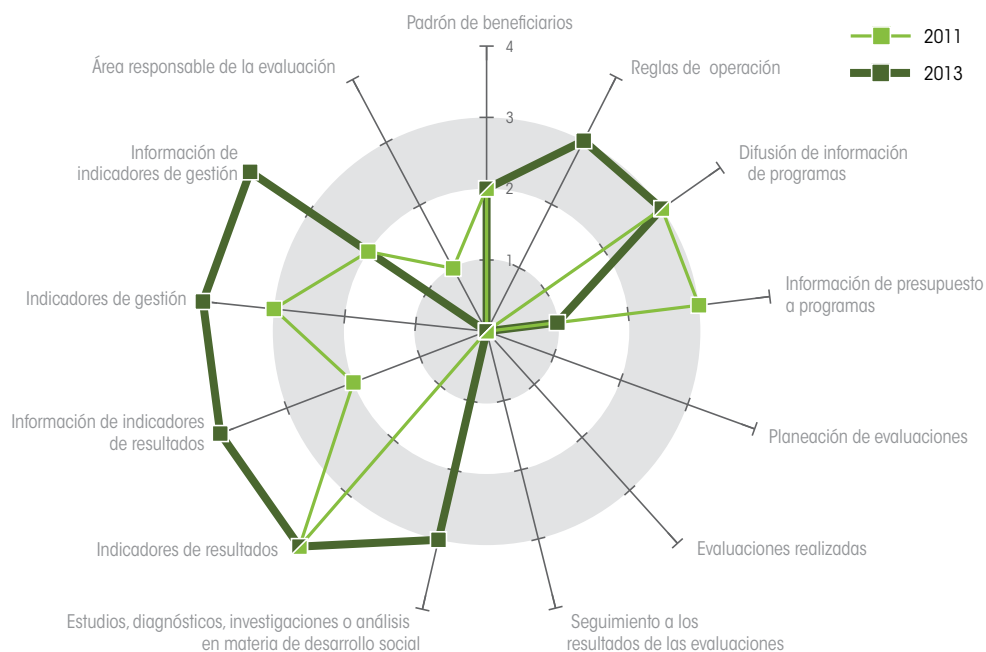 Padrón de beneficiarios
4
3
2
1
2011
2013
Reglas de operación
Difusión de información
de programas
Información de presupuesto
a programas
Planeación de evaluaciones
Evaluaciones realizadas
Seguimiento a los
resultados de las evaluaciones
Estudios, diagnósticos, investigaciones o análisis
en materia de desarrollo social
Indicadores de resultados
Información de indicadores
de resultados
Indicadores de gestión
Información de
indicadores de gestión
Área responsable de la evaluación